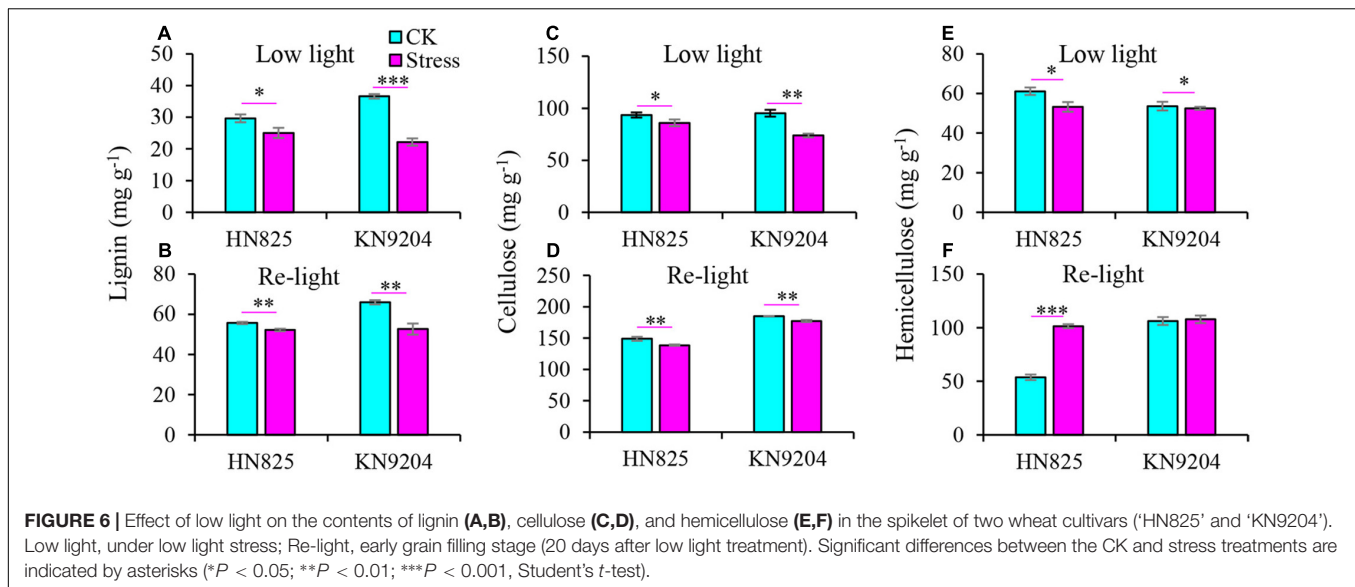 A
Low light
CK
Stress
50
40
30
20
10
0
*
***
HN825
KN9204
B
Re-light
80
60
40
20
0
**
**
HN825
KN9204
Lignin (mg g-1)
C
Low light
150
100
50
0
*
**
HN825
KN9204
D
Re-light
250
200
150
100
50
0
**
**
HN825
KN9204
Cellulose (mg g-1)
E
Low light
80
60
40
20
0
*
*
HN825
KN9204
F
Re-light
150
100
50
0
***
HN825
KN9204
Hemicellulose (mg g-1)
FIGURE 6 | Effect of low light on the contents of lignin (A,B), cellulose (C,D), and hemicellulose (E,F) in the spikelet of two wheat cultivars (‘HN825’ and ‘KN9204’).
Low light, under low light stress; Re-light, early grain filling stage (20 days after low light treatment). Significant differences between the CK and stress treatments are
indicated by asterisks (*P < 0.05; **P < 0.01; ***P < 0.001, Student’s t-test).